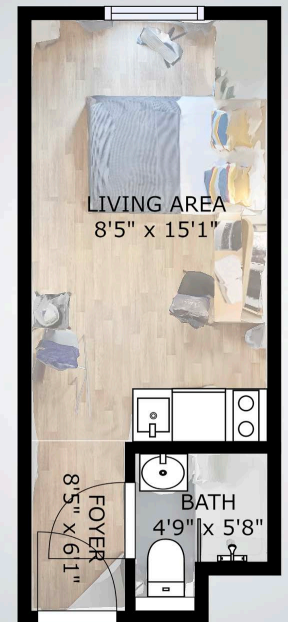 LIVING AREA
8'5" x 15'1"
FOYER
8'5" x 6'1"
BATH
4'9" x 5'8"